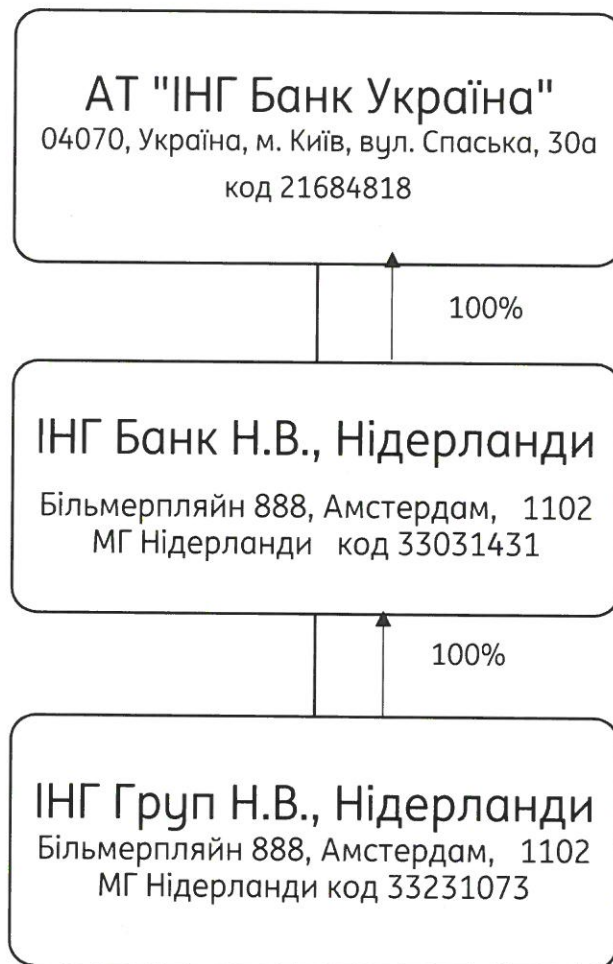 АТ "ІНГ Банк Україна"
04070, Україна, м. Київ, вул. Спаська, 30а
код 21684818
100%
ІНГ Банк Н.В., Нідерланди
Більмерпляйн 888, Амстердам, 1102
МГ Нідерланди код 33031431
100%
ІНГ Груп Н.В., Нідерланди
Більмерпляйн 888, Амстердам, 1102
МГ Нідерланди код 33231073